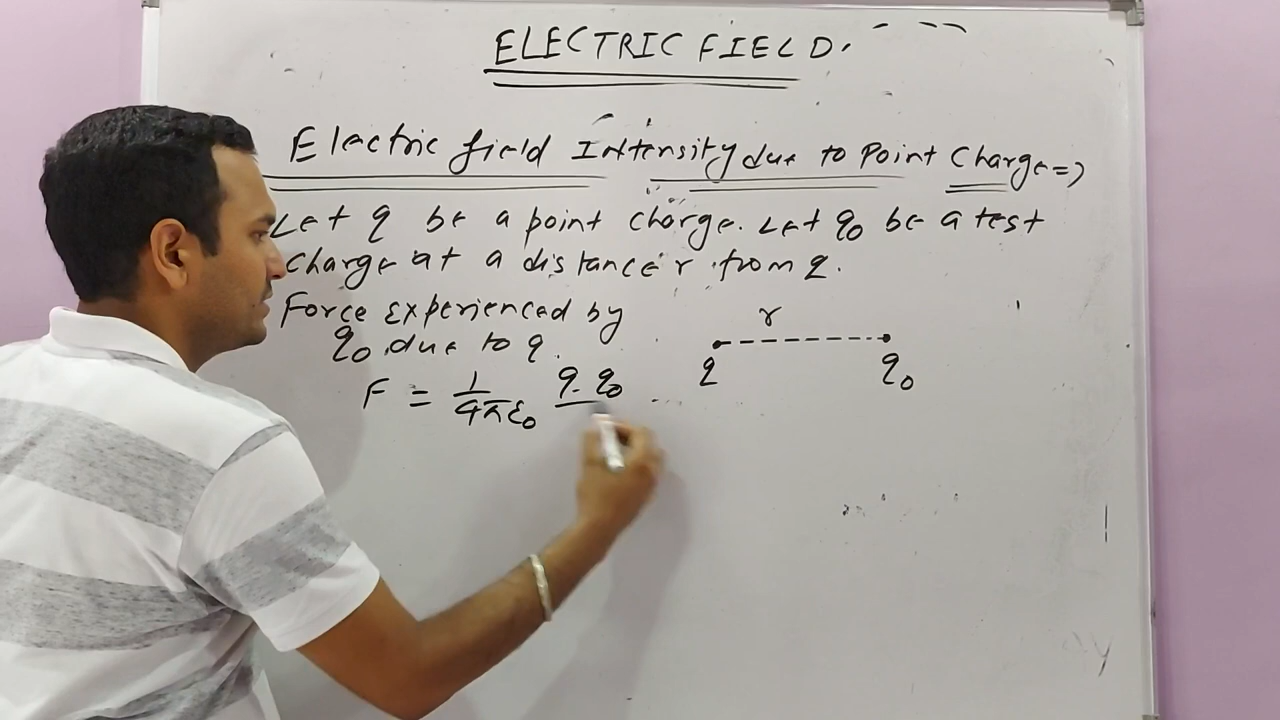 ELECTRIC FIELD.
Electric field Intensity due to Point Charge =>
Let q be a point charge. Let q₀ be a test
charge at a distance r from q.
Force experienced by
q₀ due to q.
F = 1/4πε₀ q. q₀
r
q q₀